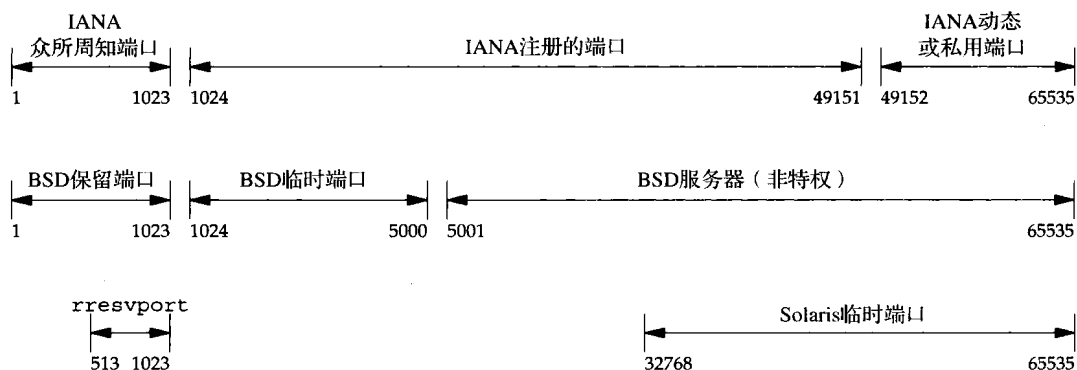 IANA
众所周知端口
IANA注册的端口
IANA动态
或私用端口
1 1023 1024 49151 49152 65535
BSD保留端口 BSD临时端口 BSD服务器（非特权）
1 1023 1024 5000 5001 65535
rresvport Solaris临时端口
513 1023 32768 65535